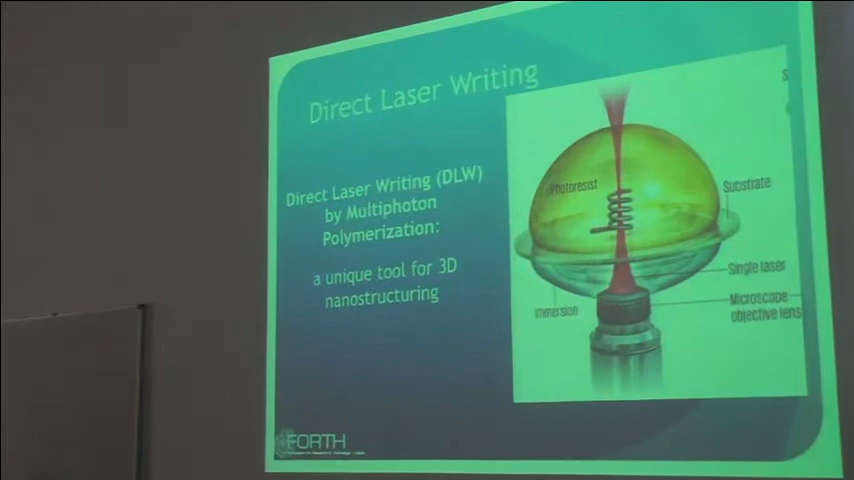 Direct Laser Writing
Direct Laser Writing (DLW)
by Multiphoton
Polymerization:
a unique tool for 3D
nanostructuring
S
Photoresist
Substrate
Single laser
Microscope
objective lens
Immersion
FORTH